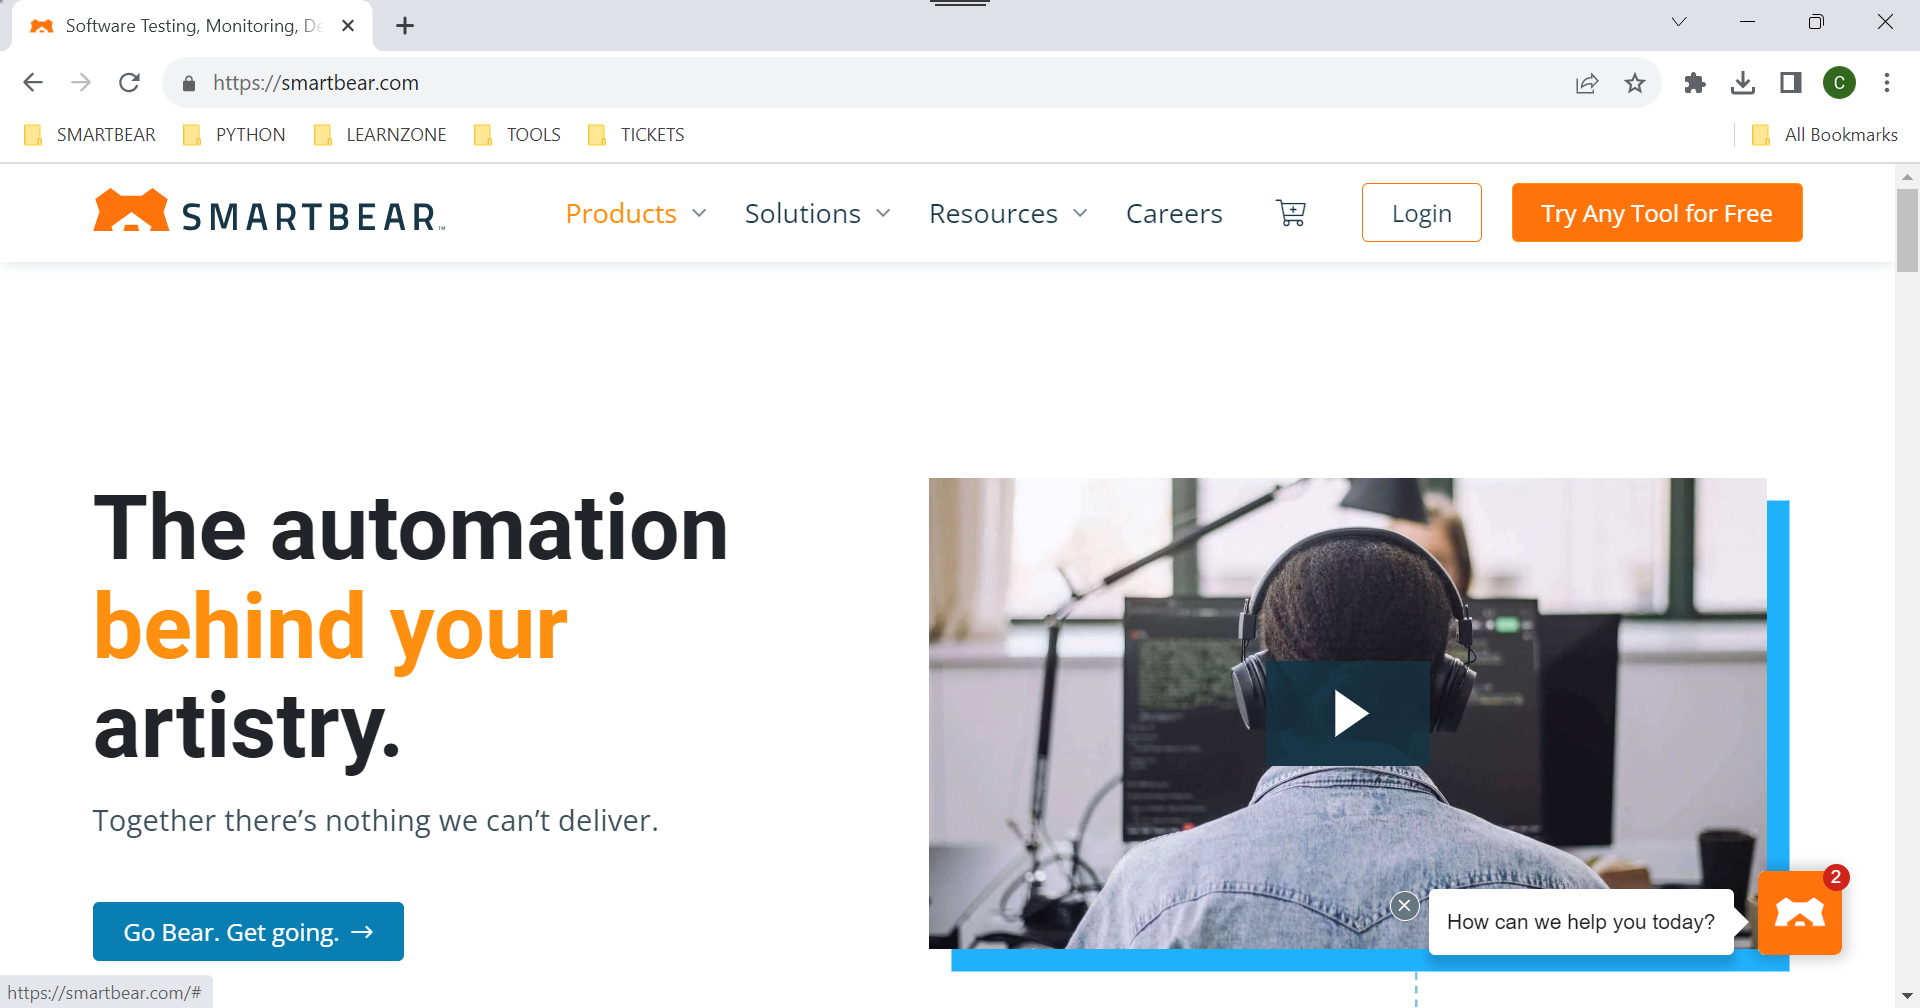 Software Testing, Monitoring, De
https://smartbear.com
C
SMARTBEAR PYTHON LEARNZONE TOOLS TICKETS All Bookmarks
SMARTBEAR™ Products Solutions Resources Careers Login Try Any Tool for Free
The automation
behind your
artistry.
Together there’s nothing we can’t deliver.
Go Bear. Get going. →
2
How can we help you today?
https://smartbear.com/#